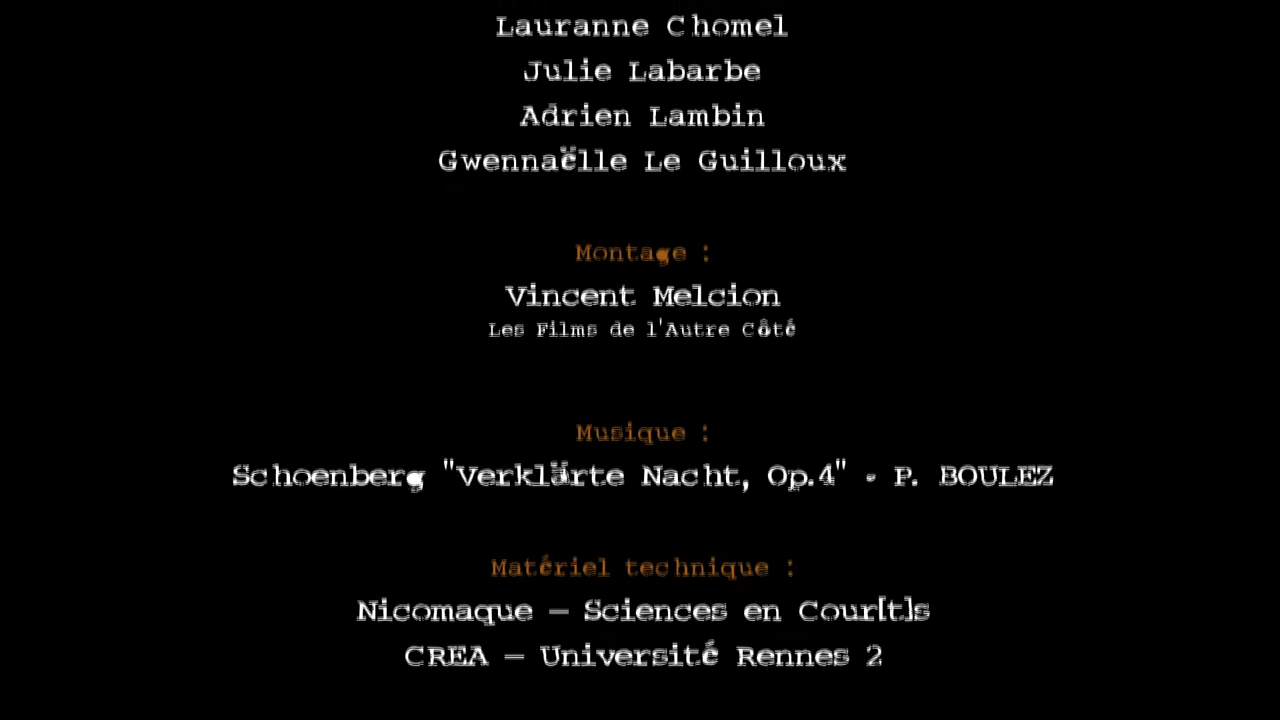 Lauranne Chomel
Julie Labarbe
Adrien Lambin
Gwennaëlle Le Guilloux
Montage :
Vincent Melcion
Les Films de l'Autre Côté
Musique :
Schoenberg "Verklärte Nacht, Op.4" - P. BOULEZ
Matériel technique :
Nicomaque – Sciences en Cour[t]s
CREA – Université Rennes 2